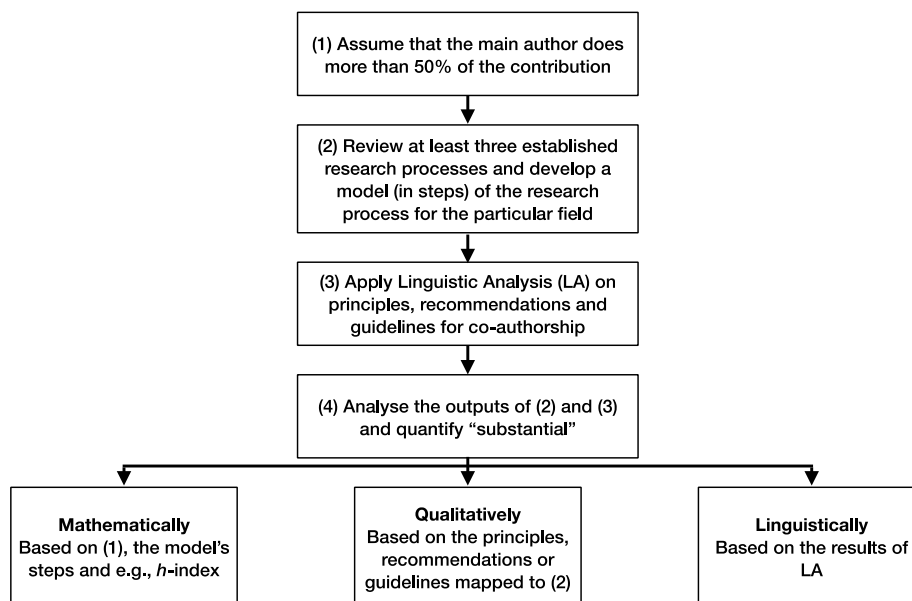 (1) Assume that the main author does
more than 50% of the contribution
(2) Review at least three established
research processes and develop a
model (in steps) of the research
process for the particular field
(3) Apply Linguistic Analysis (LA) on
principles, recommendations and
guidelines for co-authorship
(4) Analyse the outputs of (2) and (3)
and quantify “substantial”
Mathematically
Based on (1), the model’s
steps and e.g., h-index
Qualitatively
Based on the principles,
recommendations or
guidelines mapped to (2)
Linguistically
Based on the results of
LA